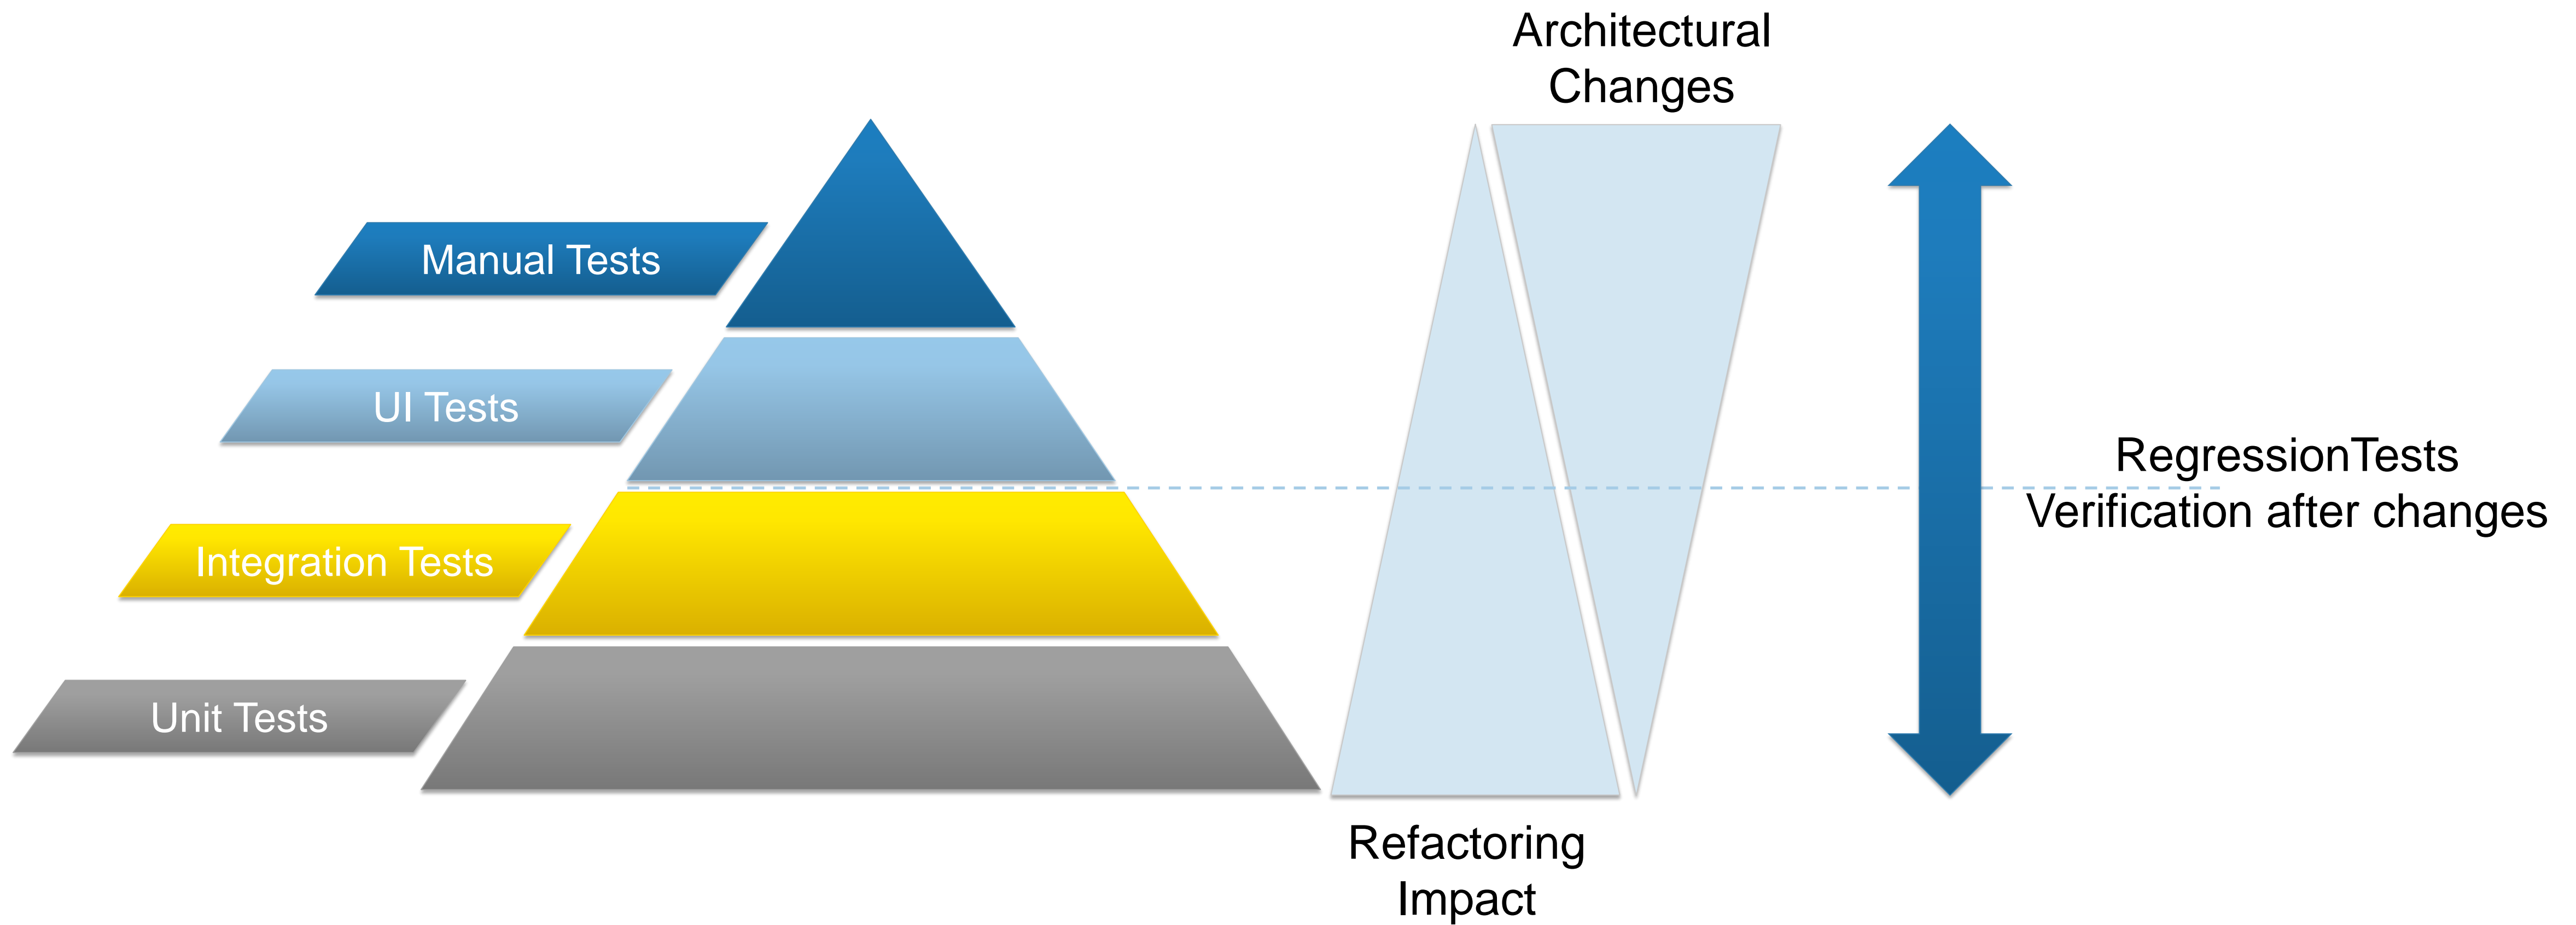 Architectural
Changes
Manual Tests
UI Tests
RegressionTests
Verification after changes
Integration Tests
Unit Tests
Refactoring
Impact